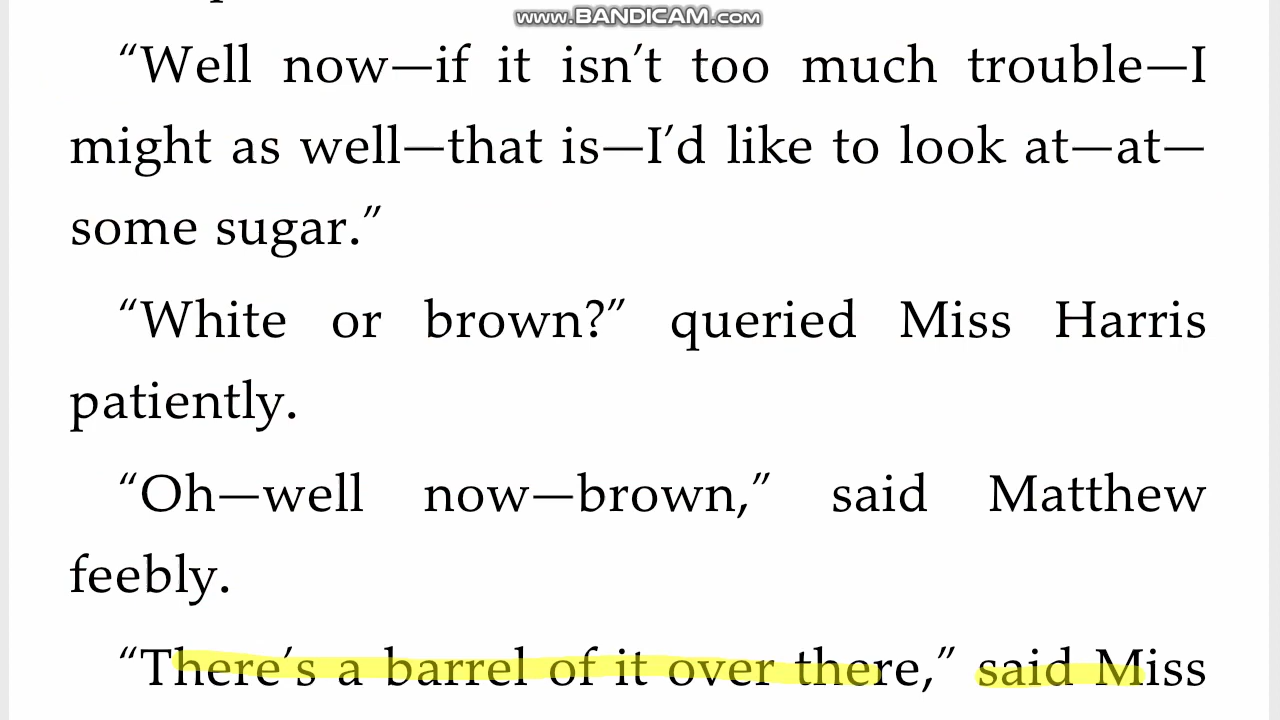 www.BANDICAM.com
“Well now—if it isn’t too much trouble—I
might as well—that is—I’d like to look at—at—
some sugar.”
“White or brown?” queried Miss Harris
patiently.
“Oh—well now—brown,” said Matthew
feebly.
“There’s a barrel of it over there,” said Miss